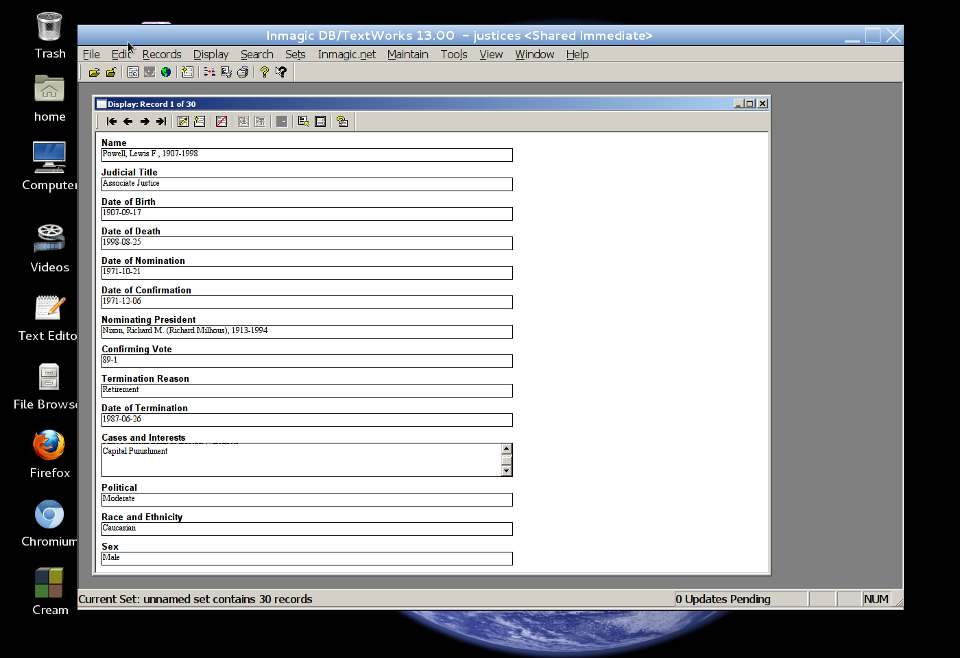 Trash
home
Computer
Videos
Text Edito
File Browse
Firefox
Chromium
Cream
Inmagic DB/TextWorks 13.00 - justices <Shared Immediate>
File Edit Records Display Search Sets Inmagic.net Maintain Tools View Window Help
Display: Record 1 of 30
Name
Powell, Lewis F., 1907-1998
Judicial Title
Associate Justice
Date of Birth
1907-09-17
Date of Death
1998-08-25
Date of Nomination
1971-10-21
Date of Confirmation
1971-12-06
Nominating President
Nixon, Richard M. (Richard Milhous), 1913-1994
Confirming Vote
89-1
Termination Reason
Retirement
Date of Termination
1987-06-26
Cases and Interests
Capital Punishment
Political
Moderate
Race and Ethnicity
Caucasian
Sex
Male
Current Set: unnamed set contains 30 records
0 Updates Pending
NUM